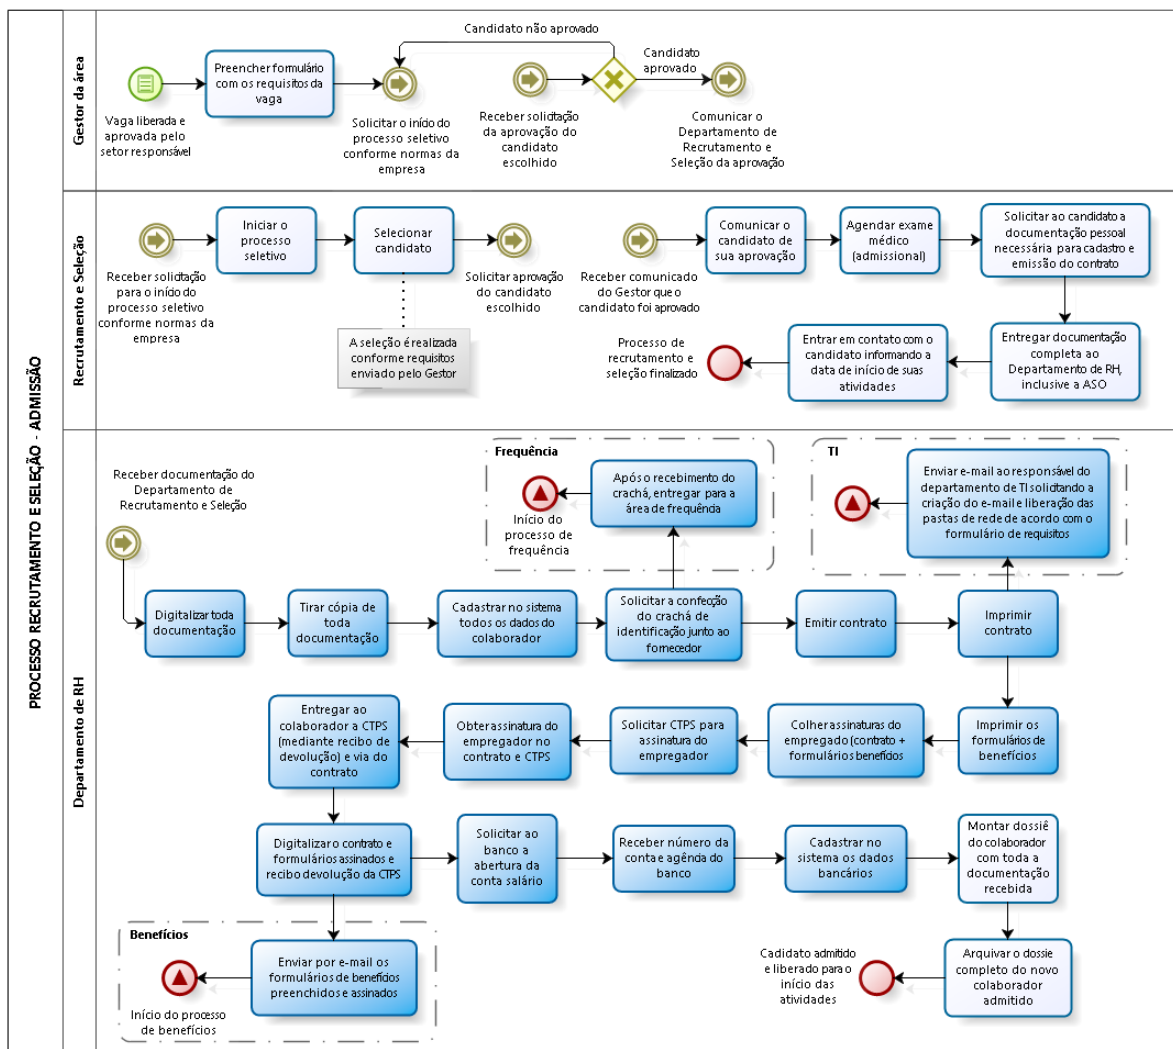 PROCESSO RECRUTAMENTO E SELEÇÃO - ADMISSÃO
Gestor da área
Candidato não aprovado
Preencher formulário
com os requisitos da
vaga
Candidato
aprovado
Vaga liberada e
aprovada pelo
setor responsável
Solicitar o início do
processo seletivo
conforme normas da
empresa
Receber solicitação
da aprovação do
candidato
escolhido
Comunicar o
Departamento de
Recrutamento e
Seleção da aprovação
Recrutamento e Seleção
Iniciar o
processo
seletivo
Selecionar
candidato
Comunicar o
candidato de
sua aprovação
Agendar exame
médico
(admissional)
Solicitar ao candidato a
documentação pessoal
necessária para cadastro e
emissão do contrato
Receber solicitação
para o início do
processo seletivo
conforme normas da
empresa
Solicitar aprovação
do candidato
escolhido
Receber comunicado
do Gestor que o
candidato foi aprovado
A seleção é realizada
conforme requisitos
enviado pelo Gestor
Processo de
recrutamento e
seleção finalizado
Entrar em contato com o
candidato informando a
data de início de suas
atividades
Entregar documentação
completa ao
Departamento de RH,
inclusive a ASO
Departamento de RH
Receber documentação do
Departamento de
Recrutamento e Seleção
Frequência
Após o recebimento do
crachá, entregar para a
área de frequência
Início do
processo de
frequência
TI
Enviar e-mail ao responsável do
departamento de TI solicitando a
criação do e-mail e liberação das
pastas de rede de acordo com o
formulário de requisitos
Digitalizar toda
documentação
Tirar cópia de
toda
documentação
Cadastrar no sistema
todos os dados do
colaborador
Solicitar a confecção
do crachá de
identificação junto ao
fornecedor
Emitir contrato
Imprimir
contrato
Entregar ao
colaborador a CTPS
(mediante recibo de
devolução) e via do
contrato
Obter assinatura do
empregador no
contrato e CTPS
Solicitar CTPS para
assinatura do
empregador
Colher assinaturas do
empregado (contrato +
formulários benefícios
Imprimir os
formulários de
benefícios
Digitalizar o contrato e
formulários assinados e
recibo devolução da CTPS
Solicitar ao
banco a
abertura da
conta salário
Receber número da
conta e agência do
banco
Cadastrar no
sistema os dados
bancários
Montar dossiê
do colaborador
com toda a
documentação
recebida
Benefícios
Enviar por e-mail os
formulários de benefícios
preenchidos e assinados
Início do processo
de benefícios
Cadidato admitido
e liberado para o
início das
atividades
Arquivar o dossie
completo do novo
colaborador
admitido